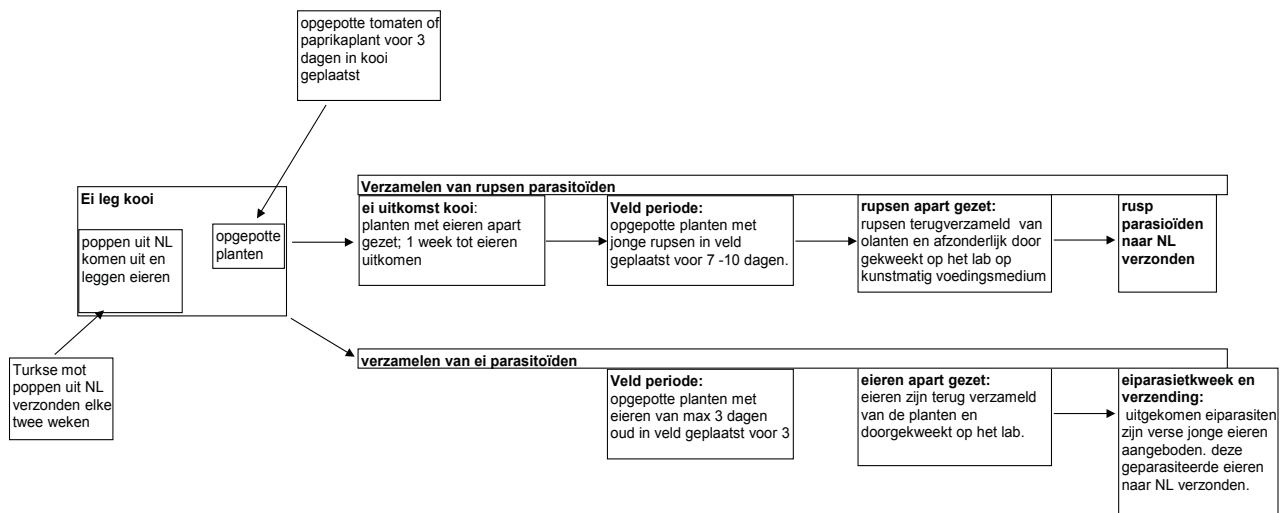 opgepotte tomaten of
paprikaplant voor 3
dagen in kooi
geplaatst
Ei leg kooi
poppen uit NL
komen uit en
leggen eieren
opgepotte
planten
Turkse mot
poppen uit NL
verzonden elke
twee weken
Verzamelen van rupsen parasitoïden
ei uitkomst kooi:
planten met eieren apart
gezet; 1 week tot eieren
uitkomen
Veld periode:
opgepotte planten met
jonge rupsen in veld
geplaatst voor 7 -10 dagen.
rupsen apart gezet:
rupsen terugverzameld van
olanten en afzonderlijk door
gekweekt op het lab op
kunstmatig voedingsmedium
rusp
parasioïden
naar NL
verzonden
verzamelen van ei parasitoïden
Veld periode:
opgepotte planten met
eieren van max 3 dagen
oud in veld geplaatst voor 3
eieren apart gezet:
eieren zijn terug verzameld
van de planten en
doorgekweekt op het lab.
eiparasietkweek en
verzending:
uitgekomen eiparasiten
zijn verse jonge eieren
aangeboden. deze
geparasiteerde eieren
naar NL verzonden.